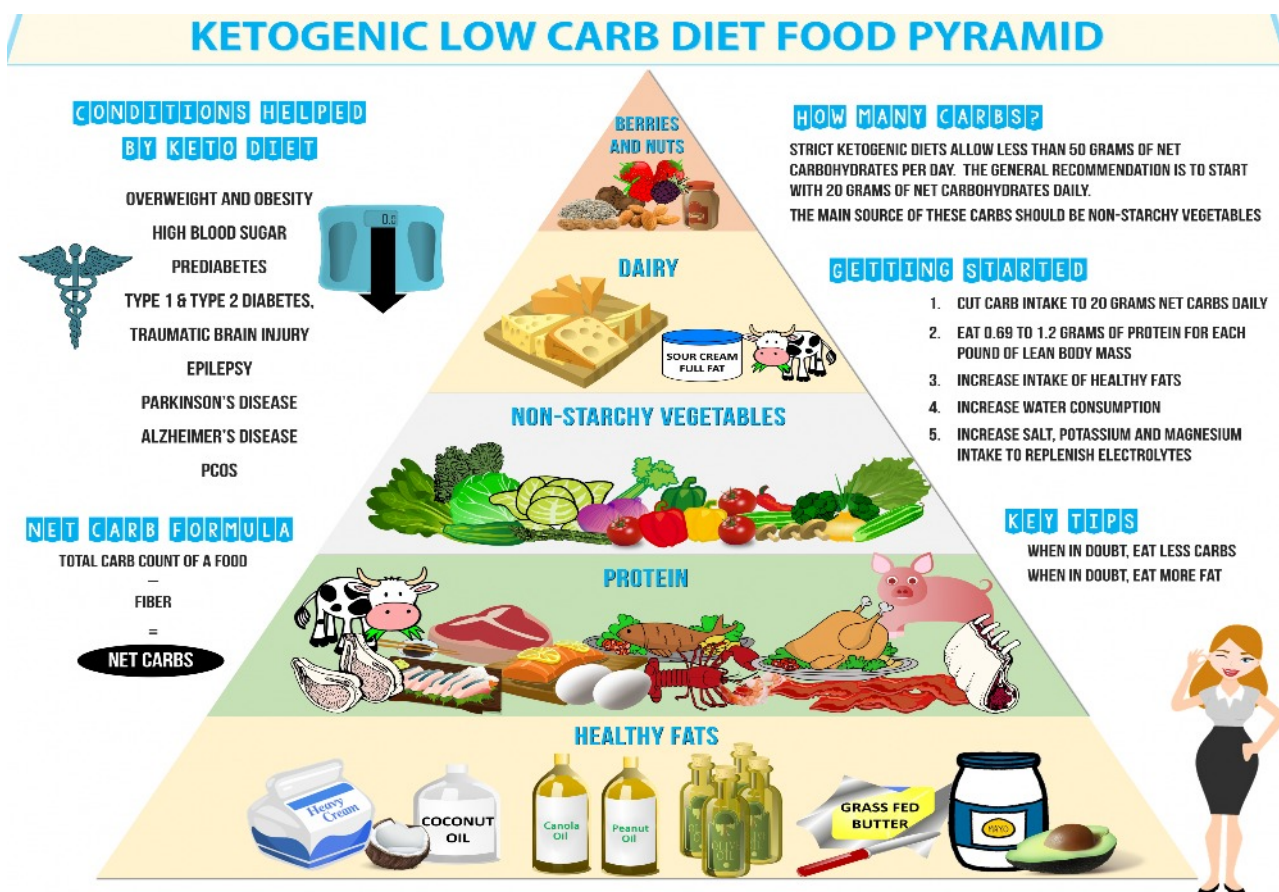 KETOGENIC LOW CARB DIET FOOD PYRAMID
CONDITIONS HELPED
BY KETO DIET
OVERWEIGHT AND OBESITY
HIGH BLOOD SUGAR
PREDIABETES
TYPE 1 & TYPE 2 DIABETES,
TRAUMATIC BRAIN INJURY
EPILEPSY
PARKINSON'S DISEASE
ALZHEIMER'S DISEASE
PCOS
0.0
NET CARB FORMULA
TOTAL CARB COUNT OF A FOOD
–
FIBER
=
NET CARBS
BERRIES
AND NUTS
DAIRY
SOUR CREAM
FULL FAT
NON-STARCHY VEGETABLES
PROTEIN
HEALTHY FATS
Heavy
Cream
COCONUT
OIL
Canola
Oil
Peanut
Oil
OLIVE
OIL
GRASS FED
BUTTER
MAYO
HOW MANY CARBS?
STRICT KETOGENIC DIETS ALLOW LESS THAN 50 GRAMS OF NET
CARBOHYDRATES PER DAY. THE GENERAL RECOMMENDATION IS TO START
WITH 20 GRAMS OF NET CARBOHYDRATES DAILY.
THE MAIN SOURCE OF THESE CARBS SHOULD BE NON-STARCHY VEGETABLES
GETTING STARTED
1. CUT CARB INTAKE TO 20 GRAMS NET CARBS DAILY
2. EAT 0.69 TO 1.2 GRAMS OF PROTEIN FOR EACH
POUND OF LEAN BODY MASS
3. INCREASE INTAKE OF HEALTHY FATS
4. INCREASE WATER CONSUMPTION
5. INCREASE SALT, POTASSIUM AND MAGNESIUM
INTAKE TO REPLENISH ELECTROLYTES
KEY TIPS
WHEN IN DOUBT, EAT LESS CARBS
WHEN IN DOUBT, EAT MORE FAT